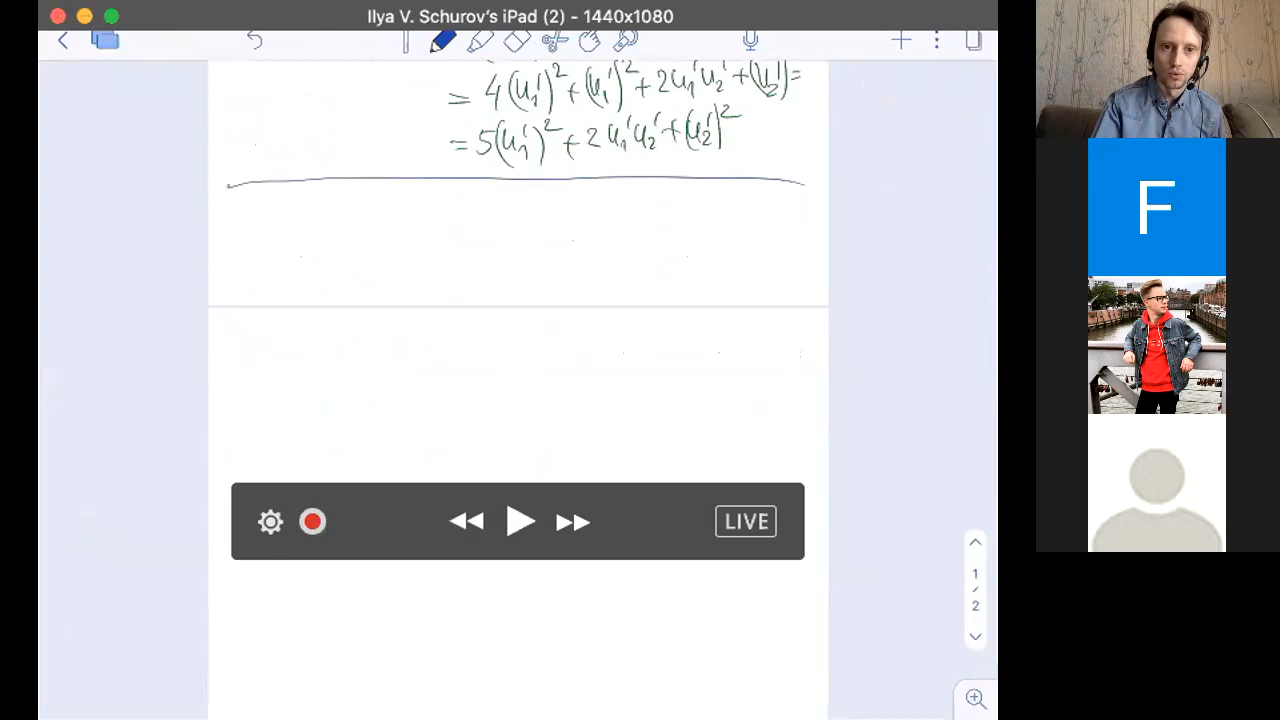 Ilya V. Schurov's iPad (2) - 1440x1080
= 4(u₁')² + (u₁')² + 2u₁'u₂' + (u₂')² =
= 5(u₁')² + 2u₁'u₂' + (u₂')²
LIVE
1
/
2
F